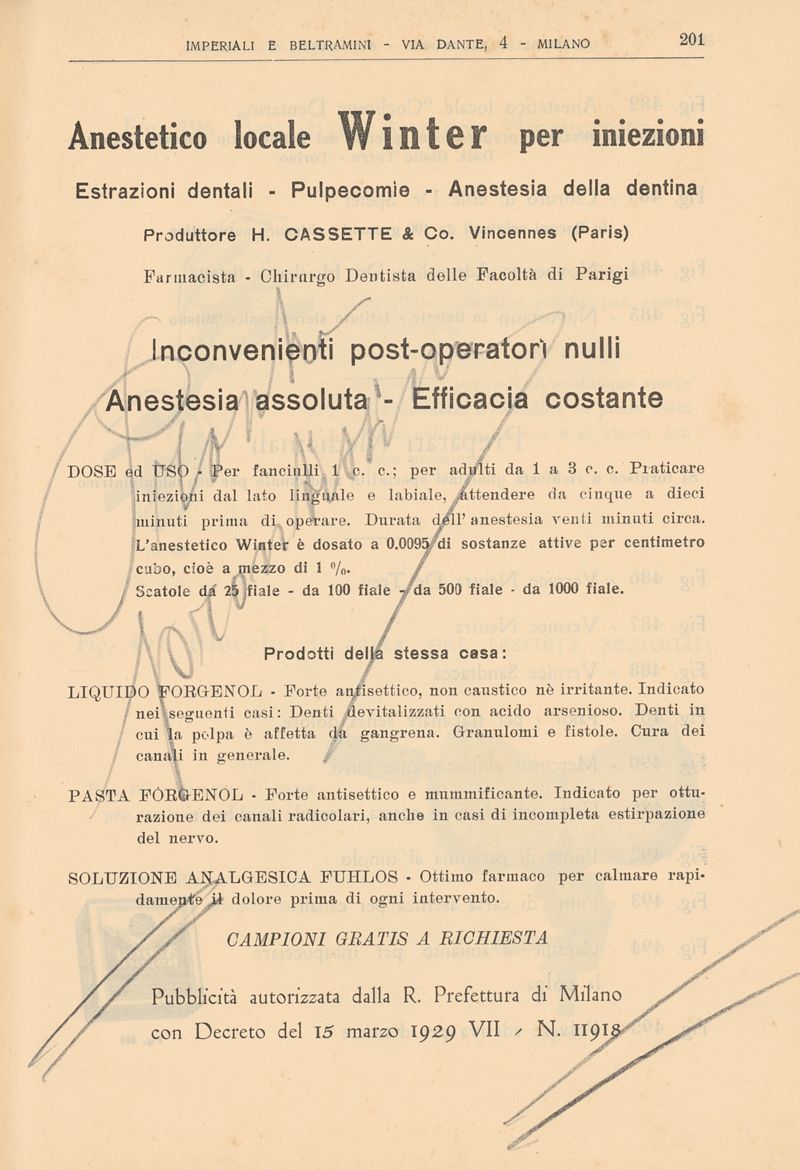 IMPERIALI E BELTRAMINI - VIA DANTE, 4 - MILANO
201
Anestetico locale Winter per iniezioni
Estrazioni dentali - Pulpecomie - Anestesia della dentina
Produttore H. CASSETTE & Co. Vincennes (Paris)
Farmacista - Chirurgo Dentista delle Facoltà di Parigi
Inconvenienti post-operatori nulli
Anestesia assoluta - Efficacia costante
DOSE ed USO - Per fanciulli 1 c. c.; per adulti da 1 a 3 c. c. Praticare
iniezioni dal lato linguale e labiale, attendere da cinque a dieci
minuti prima di operare. Durata dell' anestesia venti minuti circa.
L'anestetico Winter è dosato a 0.0095 di sostanze attive per centimetro
cubo, cioè a mezzo di 1 %.
Scatole da 25 fiale - da 100 fiale - da 500 fiale - da 1000 fiale.
Prodotti della stessa casa:
LIQUIDO FORGENOL - Forte antisettico, non caustico nè irritante. Indicato
nei seguenti casi: Denti devitalizzati con acido arsenioso. Denti in
cui la polpa è affetta da gangrena. Granulomi e fistole. Cura dei
canali in generale.
PASTA FORGENOL - Forte antisettico e mummificante. Indicato per ottu-
razione dei canali radicolari, anche in casi di incompleta estirpazione
del nervo.
SOLUZIONE ANALGESICA FUHLOS - Ottimo farmaco per calmare rapi-
damente il dolore prima di ogni intervento.
CAMPIONI GRATIS A RICHIESTA
Pubblicità autorizzata dalla R. Prefettura di Milano
con Decreto del 15 marzo 1929 VII - N. 11918